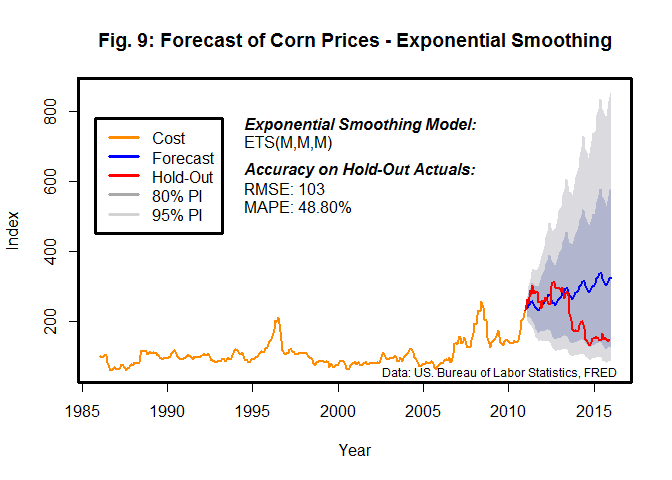 Fig. 9: Forecast of Corn Prices - Exponential Smoothing
Index
800
600
400
200
Cost
Forecast
Hold-Out
80% PI
95% PI
Exponential Smoothing Model:
ETS(M,M,M)
Accuracy on Hold-Out Actuals:
RMSE: 103
MAPE: 48.80%
Data: US. Bureau of Labor Statistics, FRED
1985 1990 1995 2000 2005 2010 2015
Year